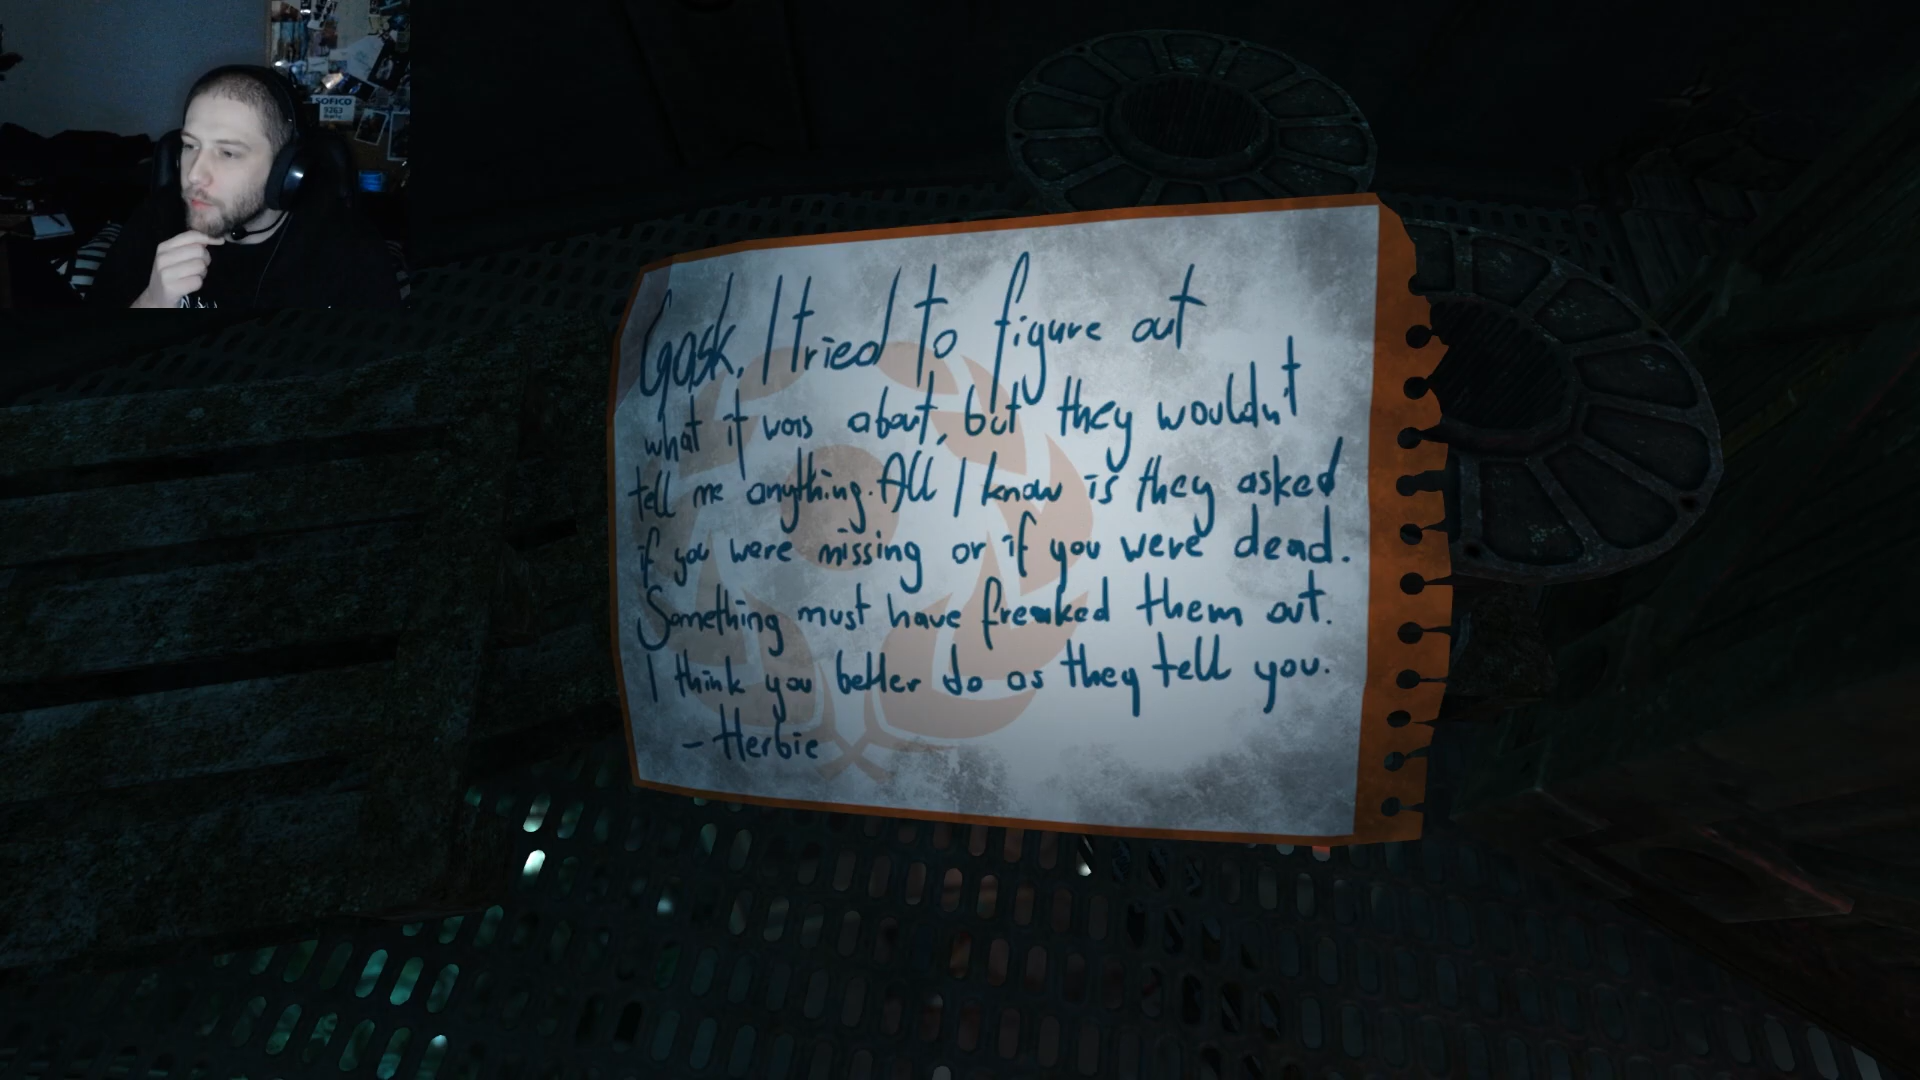 SOFICO
Gask, I tried to figure out
what it was about, but they wouldn't
tell me anything. All I know is they asked
if you were missing or if you were dead.
Something must have freaked them out.
I think you better do as they tell you.
- Herbie